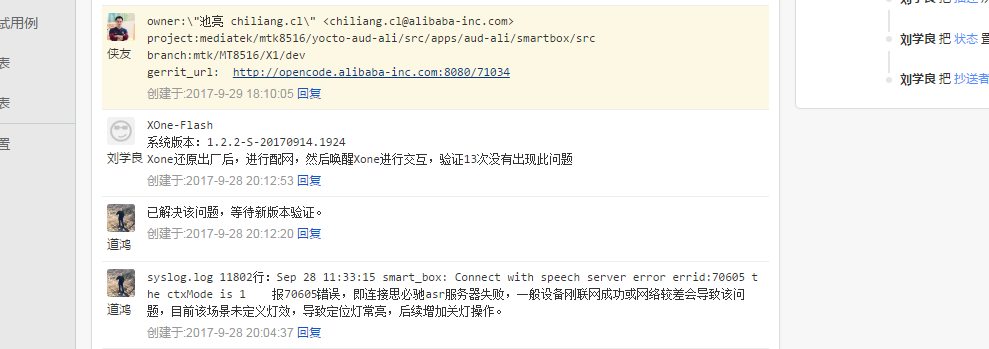 试用例
表
表
置
owner:\"池亮 chiliang.cl\" <chiliang.cl@alibaba-inc.com>
project:mediatek/mtk8516/yocto-aud-ali/src/apps/aud-ali/smartbox/src
branch:mtk/MT8516/X1/dev
gerrit_url: http://opencode.alibaba-inc.com:8080/71034
侠友
创建于:2017-9-29 18:10:05 回复
XOne-Flash
系统版本：1.2.2-S-20170914.1924
Xone还原出厂后，进行配网，然后唤醒Xone进行交互，验证13次没有出现此问题
刘学良
创建于:2017-9-28 20:12:53 回复
已解决该问题，等待新版本验证。
道鸿
创建于:2017-9-28 20:12:20 回复
syslog.log 11802行：Sep 28 11:33:15 smart_box: Connect with speech server error errid:70605 t
he ctxMode is 1 报70605错误，即连接思必驰asr服务器失败，一般设备刚联网成功或网络较差会导致该问
题，目前该场景未定义灯效，导致定位灯常亮，后续增加关灯操作。
道鸿
创建于:2017-9-28 20:04:37 回复
刘学良 把 描述
刘学良 把 状态 置
刘学良 把 抄送者